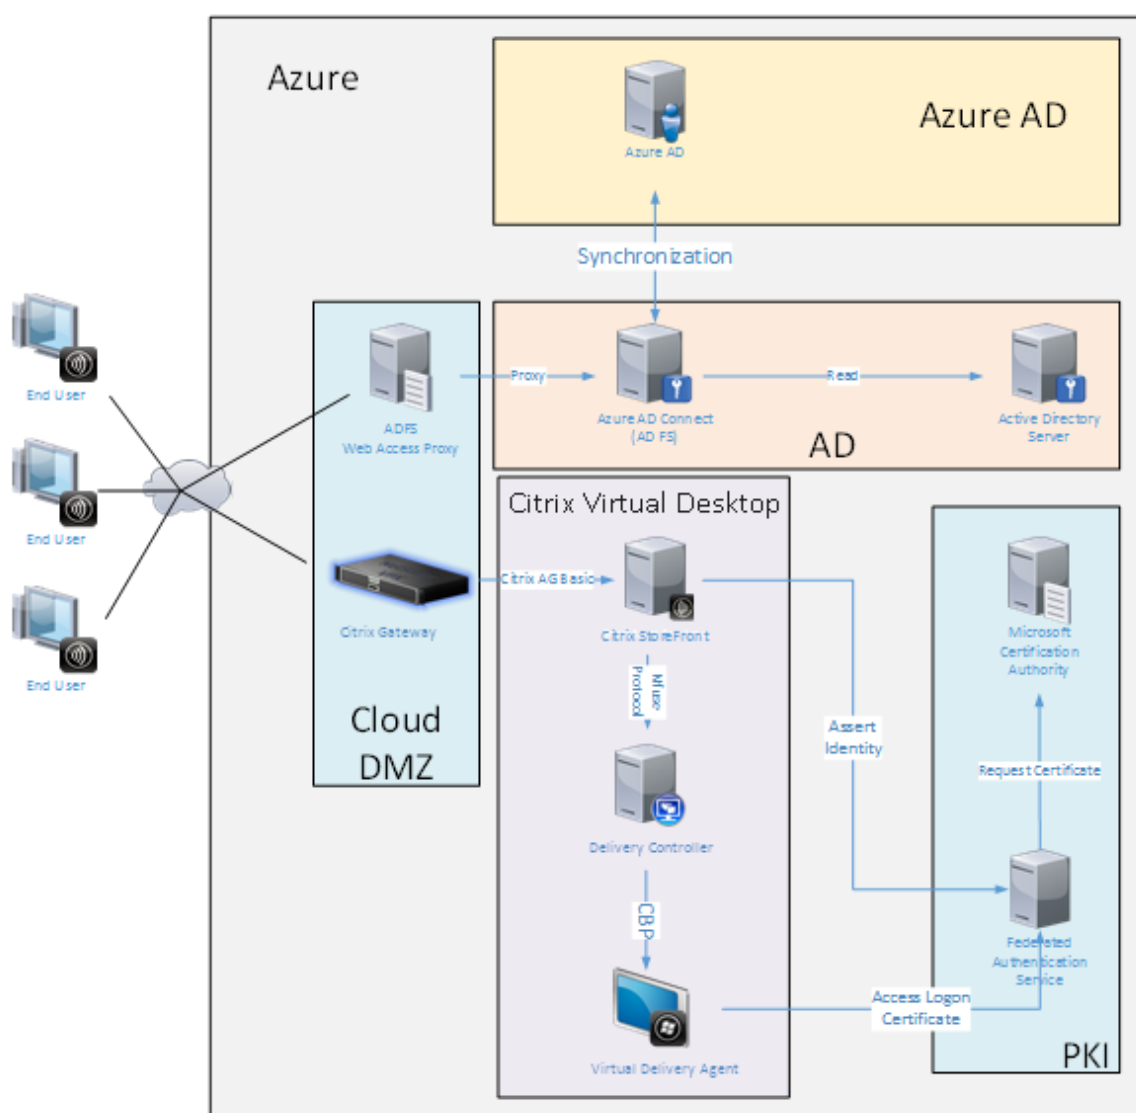 Azure
Azure AD
Azure AD
Synchronization
End User
End User
End User
ADFS
Web Access Proxy
Proxy
Azure AD Connect
(AD FS)
Read
Active Directory
Server
AD
Citrix Gateway
Cloud
DMZ
Citrix Virtual Desktop
Citrix AG Basic
Citrix StoreFront
Nfuse
Protocol
Delivery Controller
CBP
Virtual Delivery Agent
Assert
Identity
Access Logon
Certificate
Microsoft
Certification
Authority
Request Certificate
Federated
Authentication
Service
PKI